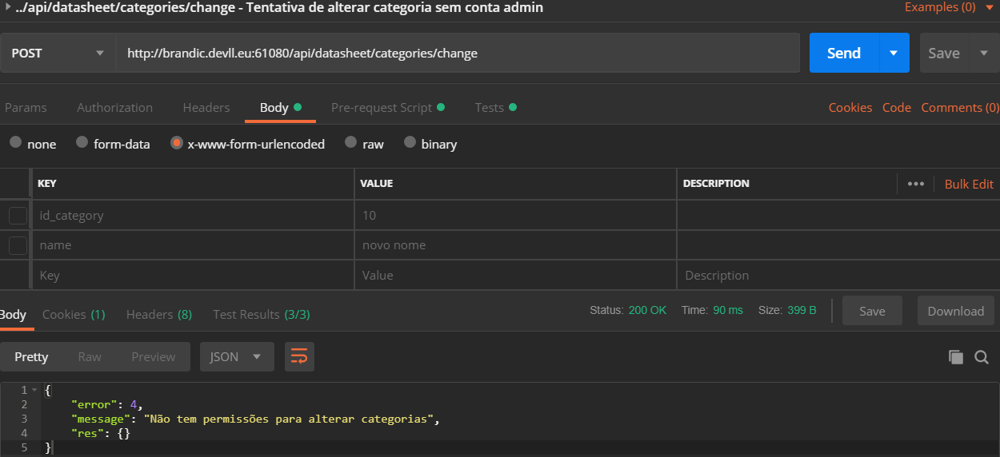 ../api/datasheet/categories/change - Tentativa de alterar categoria sem conta admin Examples (0)
POST http://brandic.devll.eu:61080/api/datasheet/categories/change Send Save
Params Authorization Headers Body Pre-request Script Tests Cookies Code Comments (0)
none form-data x-www-form-urlencoded raw binary
KEY VALUE DESCRIPTION ••• Bulk Edit
id_category 10
name novo nome
Key Value Description
Body Cookies (1) Headers (8) Test Results (3/3) Status: 200 OK Time: 90 ms Size: 399 B Save Download
Pretty Raw Preview JSON
1 {
2 "error": 4,
3 "message": "Não tem permissões para alterar categorias",
4 "res": {}
5 }